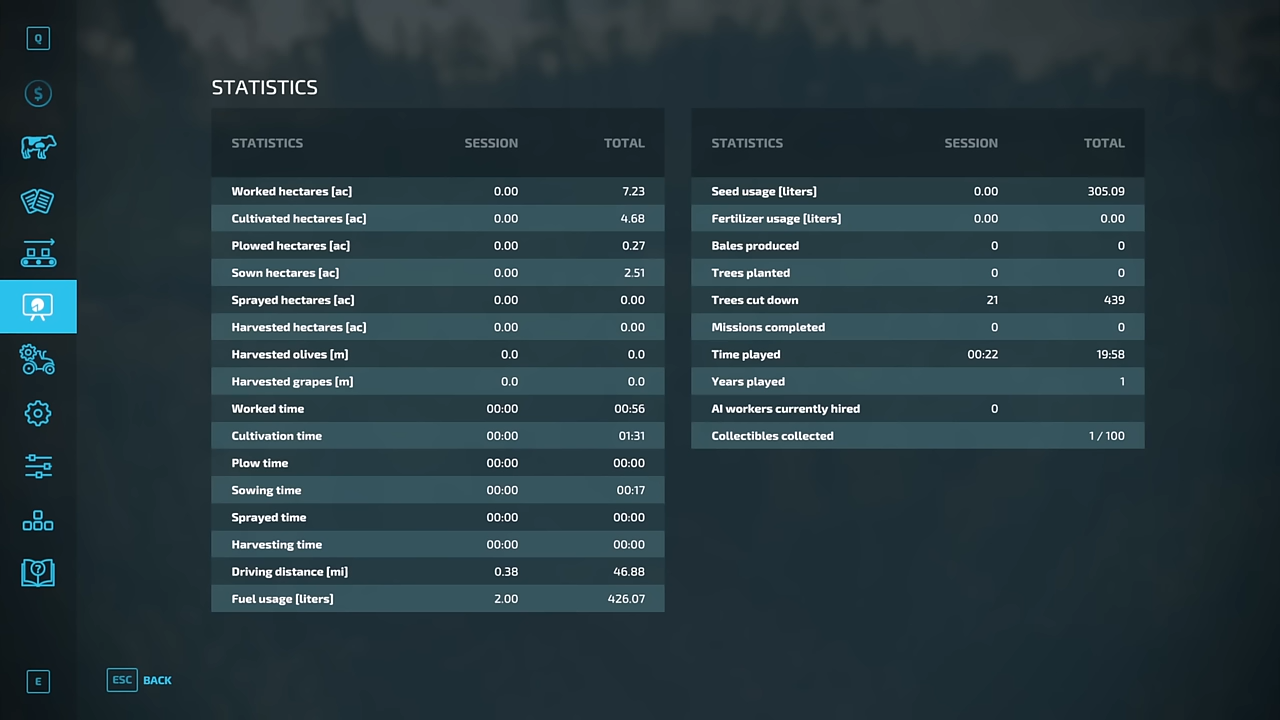 Q
$
STATISTICS
STATISTICS SESSION TOTAL
Worked hectares [ac] 0.00 7.23
Cultivated hectares [ac] 0.00 4.68
Plowed hectares [ac] 0.00 0.27
Sown hectares [ac] 0.00 2.51
Sprayed hectares [ac] 0.00 0.00
Harvested hectares [ac] 0.00 0.00
Harvested olives [m] 0.0 0.0
Harvested grapes [m] 0.0 0.0
Worked time 00:00 00:56
Cultivation time 00:00 01:31
Plow time 00:00 00:00
Sowing time 00:00 00:17
Sprayed time 00:00 00:00
Harvesting time 00:00 00:00
Driving distance [mi] 0.38 46.88
Fuel usage [liters] 2.00 426.07
STATISTICS SESSION TOTAL
Seed usage [liters] 0.00 305.09
Fertilizer usage [liters] 0.00 0.00
Bales produced 0 0
Trees planted 0 0
Trees cut down 21 439
Missions completed 0 0
Time played 00:22 19:58
Years played 1
AI workers currently hired 0
Collectibles collected 1 / 100
?
E
ESC BACK